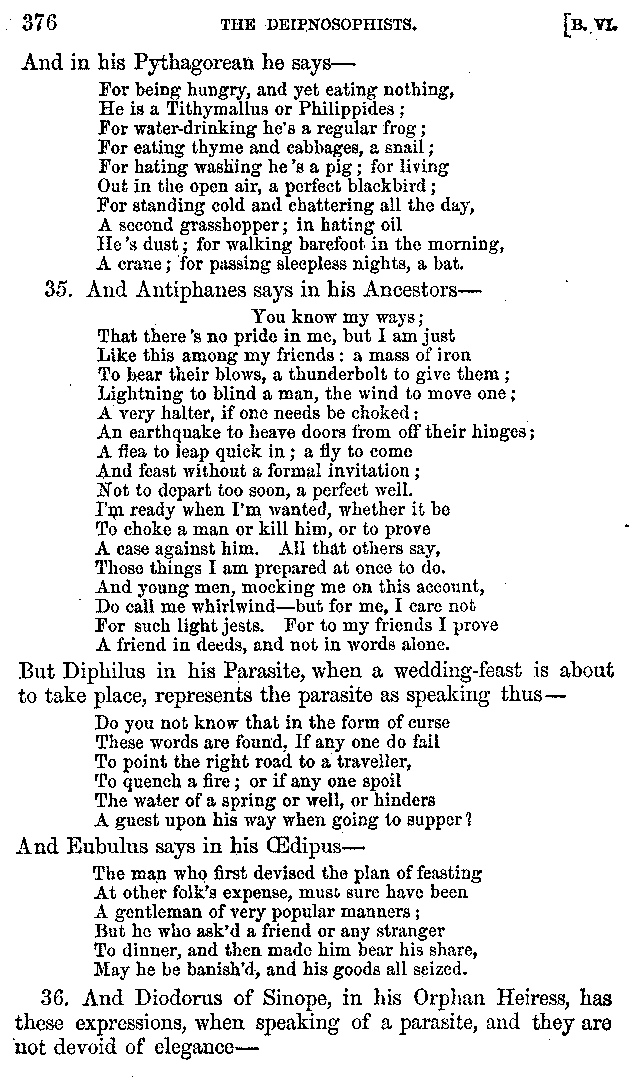 376 THE DEIPNOSOPHISTS. [B. VI.
And in his Pythagorean he says—
For being hungry, and yet eating nothing,
He is a Tithymallus or Philippides;
For water-drinking he's a regular frog;
For eating thyme and cabbages, a snail;
For hating washing he's a pig; for living
Out in the open air, a perfect blackbird;
For standing cold and chattering all the day,
A second grasshopper; in hating oil
He's dust; for walking barefoot in the morning,
A crane; for passing sleepless nights, a bat.
35. And Antiphanes says in his Ancestors—
You know my ways;
That there's no pride in me, but I am just
Like this among my friends: a mass of iron
To bear their blows, a thunderbolt to give them;
Lightning to blind a man, the wind to move one;
A very halter, if one needs be choked;
An earthquake to heave doors from off their hinges;
A flea to leap quick in; a fly to come
And feast without a formal invitation;
Not to depart too soon, a perfect well.
I'm ready when I'm wanted, whether it be
To choke a man or kill him, or to prove
A case against him. All that others say,
Those things I am prepared at once to do.
And young men, mocking me on this account,
Do call me whirlwind—but for me, I care not
For such light jests. For to my friends I prove
A friend in deeds, and not in words alone.
But Diphilus in his Parasite, when a wedding-feast is about
to take place, represents the parasite as speaking thus—
Do you not know that in the form of curse
These words are found, If any one do fail
To point the right road to a traveller,
To quench a fire; or if any one spoil
The water of a spring or well, or hinders
A guest upon his way when going to supper?
And Eubulus says in his Œdipus—
The man who first devised the plan of feasting
At other folk's expense, must sure have been
A gentleman of very popular manners;
But he who ask'd a friend or any stranger
To dinner, and then made him bear his share,
May he be banish'd, and his goods all seized.
36. And Diodorus of Sinope, in his Orphan Heiress, has
these expressions, when speaking of a parasite, and they are
not devoid of elegance—